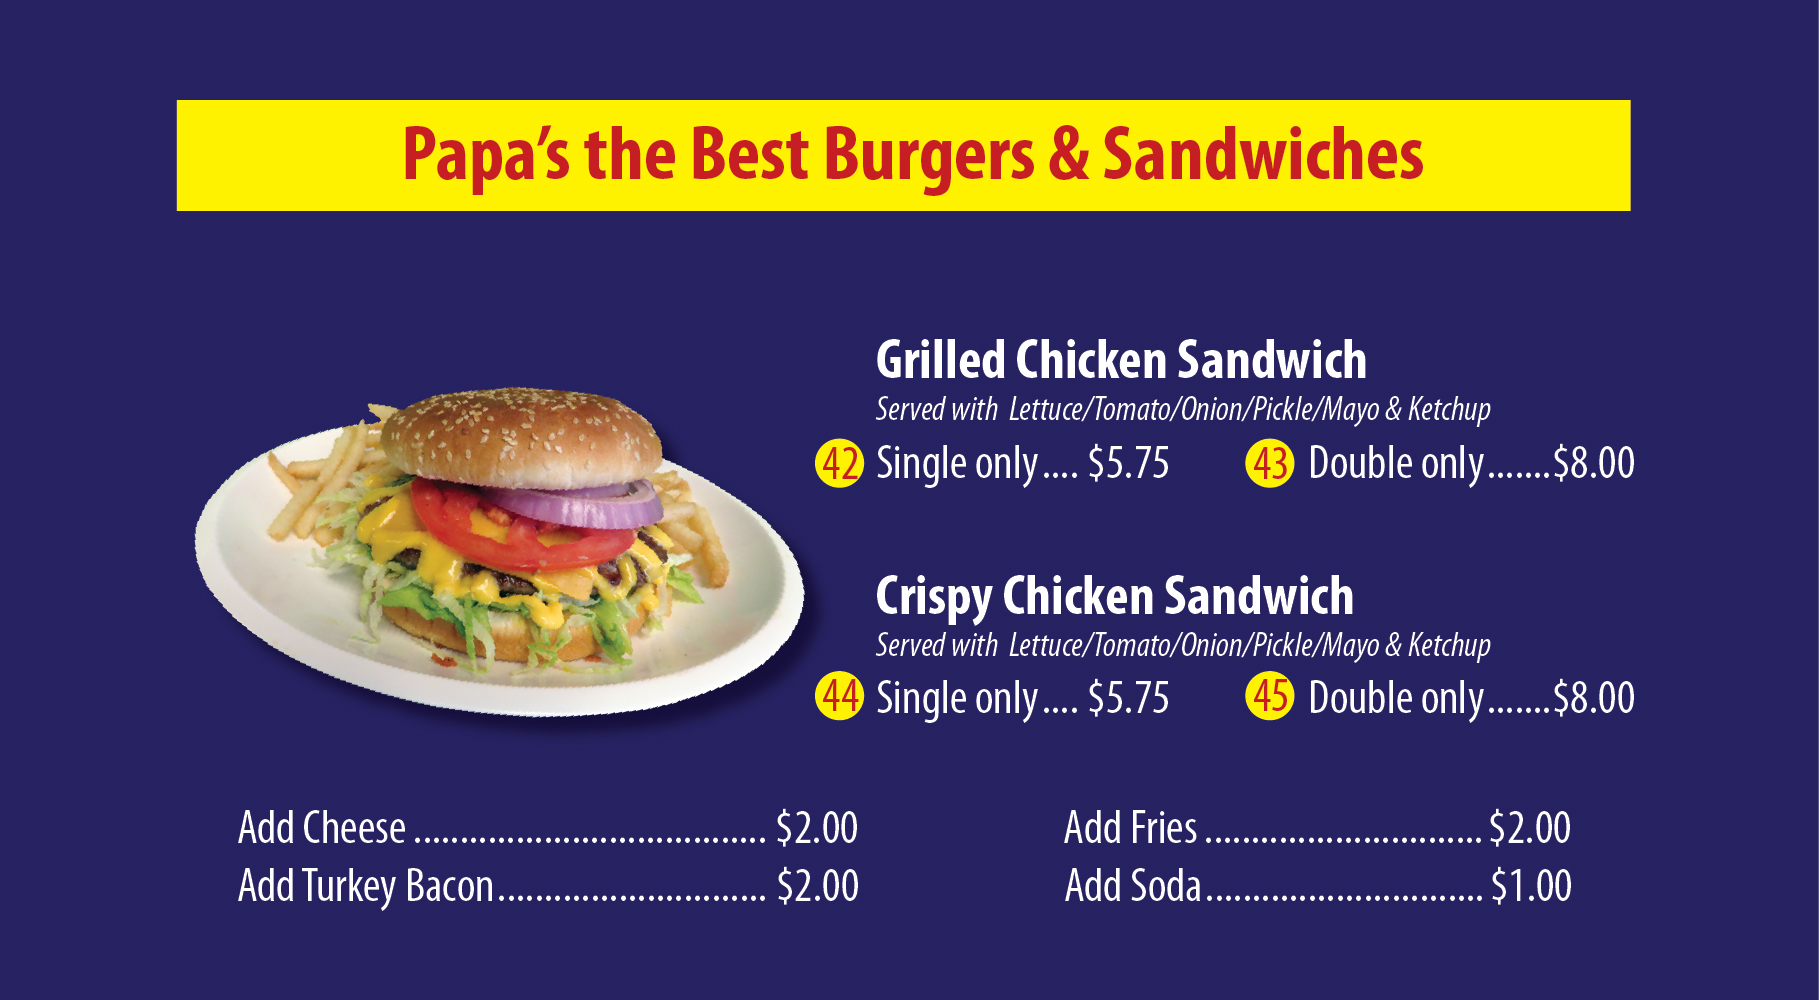 Papa's the Best Burgers & Sandwiches
Grilled Chicken Sandwich
Served with Lettuce/Tomato/Onion/Pickle/Mayo & Ketchup
42 Single only.... $5.75 43 Double only.......$8.00
Crispy Chicken Sandwich
Served with Lettuce/Tomato/Onion/Pickle/Mayo & Ketchup
44 Single only.... $5.75 45 Double only.......$8.00
Add Cheese ...................................... $2.00 Add Fries .............................. $2.00
Add Turkey Bacon............................. $2.00 Add Soda.............................. $1.00